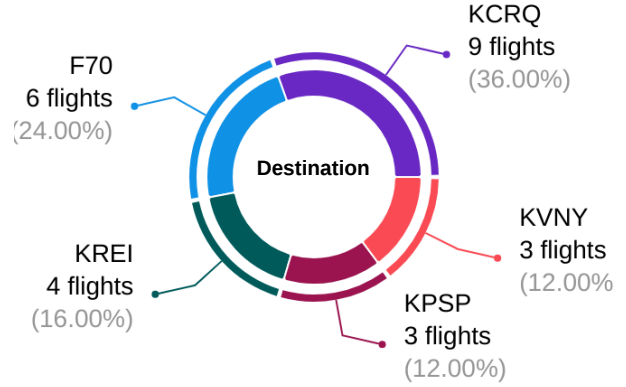 KCRQ
9 flights
(36.00%)
F70
6 flights
(24.00%)
Destination
KVNY
3 flights
(12.00%
KREI
4 flights
(16.00%)
KPSP
3 flights
(12.00%)